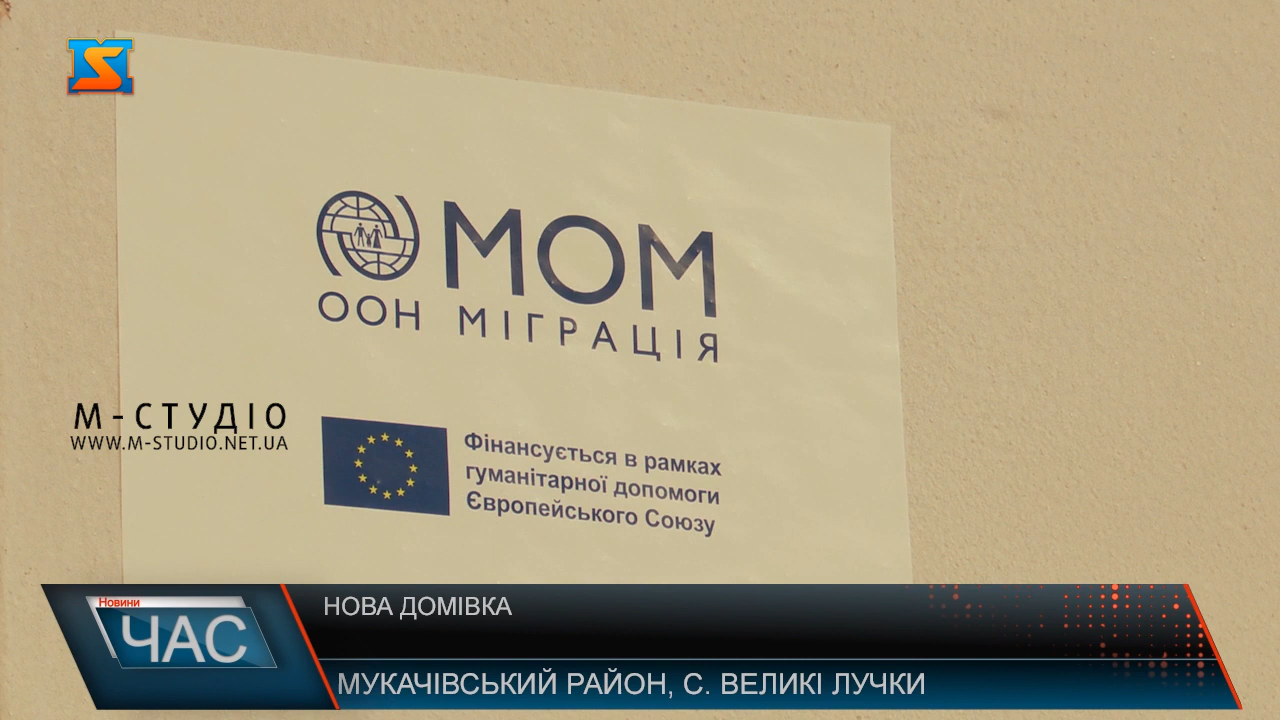 МОМ
ООН МІГРАЦІЯ
М-СТУДІО
WWW.M-STUDIO.NET.UA
Фінансується в рамках
гуманітарної допомоги
Європейського Союзу
Новини
ЧАС
НОВА ДОМІВКА
МУКАЧІВСЬКИЙ РАЙОН, С. ВЕЛИКІ ЛУЧКИ